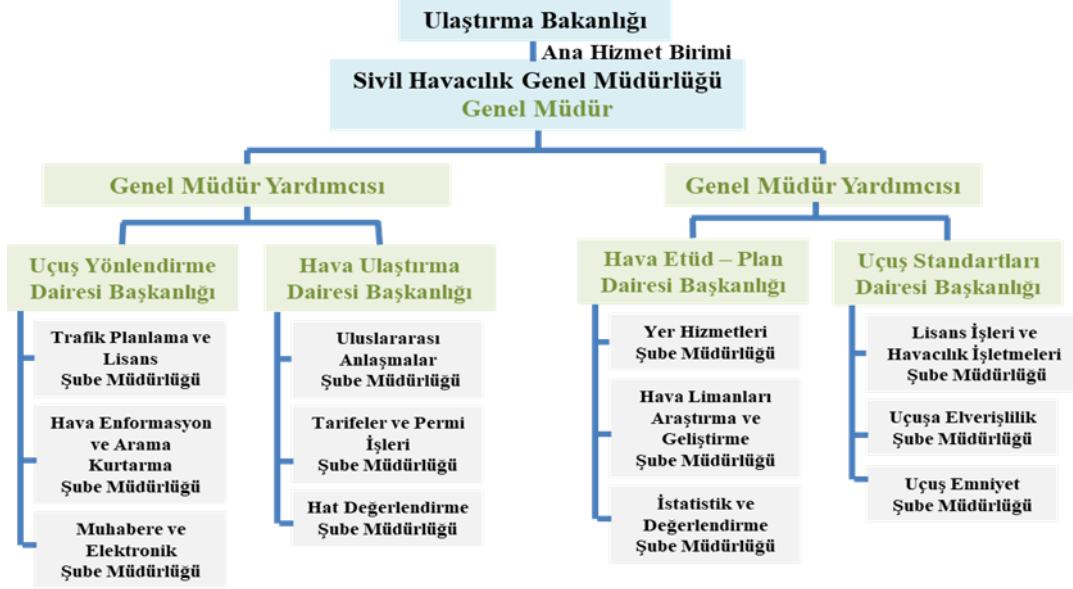 Ulaştırma Bakanlığı
Ana Hizmet Birimi
Sivil Havacılık Genel Müdürlüğü
Genel Müdür
Genel Müdür Yardımcısı
Genel Müdür Yardımcısı
Uçuş Yönlendirme
Dairesi Başkanlığı
Trafik Planlama ve
Lisans
Şube Müdürlüğü
Hava Enformasyon
ve Arama
Kurtarma
Şube Müdürlüğü
Muhabere ve
Elektronik
Şube Müdürlüğü
Hava Ulaştırma
Dairesi Başkanlığı
Uluslararası
Anlaşmalar
Şube Müdürlüğü
Tarifeler ve Permi
İşleri
Şube Müdürlüğü
Hat Değerlendirme
Şube Müdürlüğü
Hava Etüd – Plan
Dairesi Başkanlığı
Yer Hizmetleri
Şube Müdürlüğü
Hava Limanları
Araştırma ve
Geliştirme
Şube Müdürlüğü
İstatistik ve
Değerlendirme
Şube Müdürlüğü
Uçuş Standartları
Dairesi Başkanlığı
Lisans İşleri ve
Havacılık İşletmeleri
Şube Müdürlüğü
Uçuşa Elverişlilik
Şube Müdürlüğü
Uçuş Emniyet
Şube Müdürlüğü